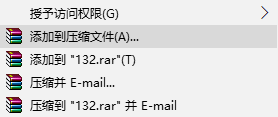 授予访问权限(G)
添加到压缩文件(A)...
添加到 "132.rar"(T)
压缩并 E-mail...
压缩到 "132.rar" 并 E-mail